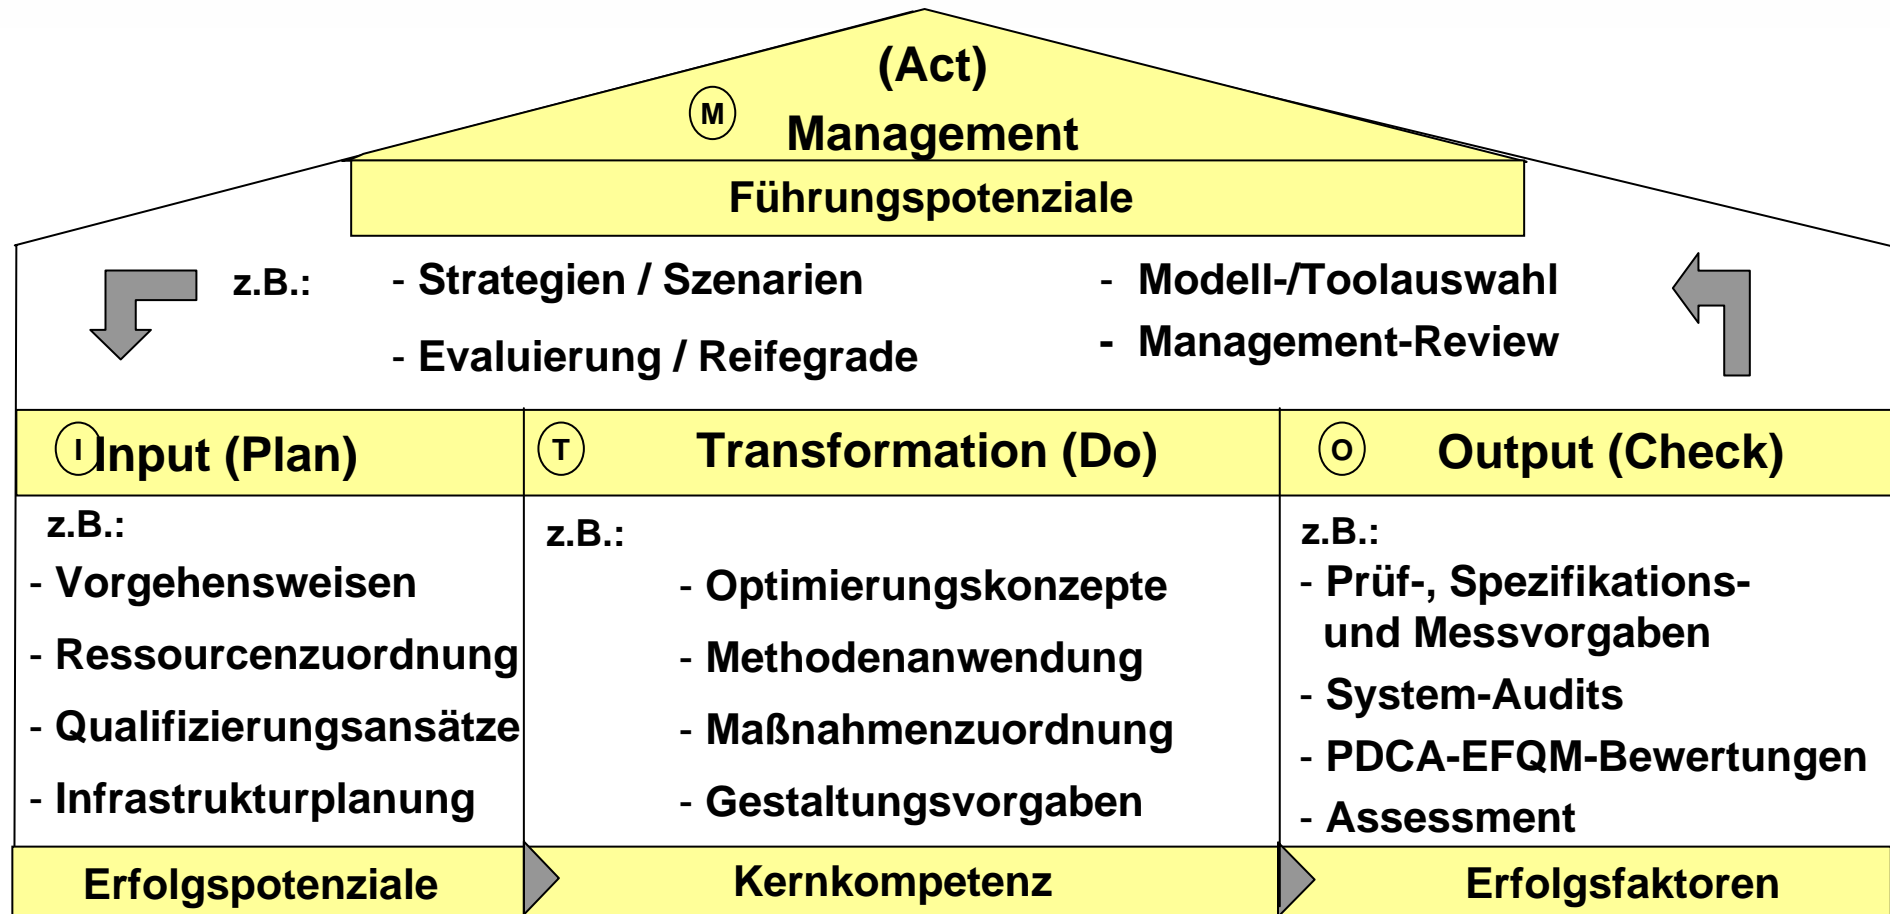 (Act)
M
Management
Führungspotenziale
z.B.:
- Strategien / Szenarien
- Evaluierung / Reifegrade
- Modell-/Toolauswahl
- Management-Review
I Input (Plan)
z.B.:
- Vorgehensweisen
- Ressourcenzuordnung
- Qualifizierungsansätze
- Infrastrukturplanung
Erfolgspotenziale
T Transformation (Do)
z.B.:
- Optimierungskonzepte
- Methodenanwendung
- Maßnahmenzuordnung
- Gestaltungsvorgaben
Kernkompetenz
O Output (Check)
z.B.:
- Prüf-, Spezifikations-
und Messvorgaben
- System-Audits
- PDCA-EFQM-Bewertungen
- Assessment
Erfolgsfaktoren